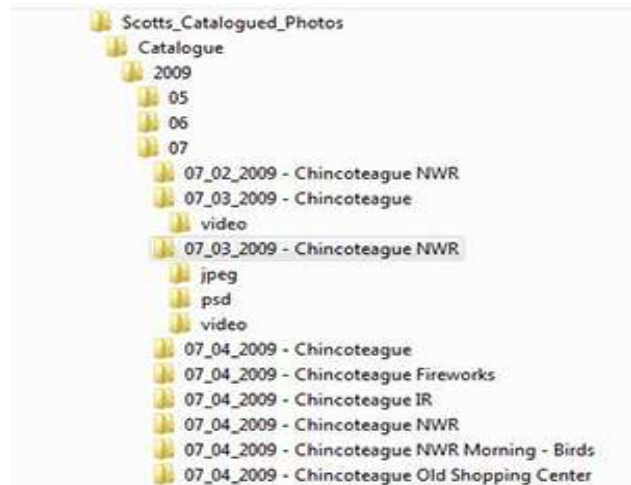 Scotts_Catalogued_Photos
Catalogue
2009
05
06
07
07_02_2009 - Chincoteague NWR
07_03_2009 - Chincoteague
video
07_03_2009 - Chincoteague NWR
jpeg
psd
video
07_04_2009 - Chincoteague
07_04_2009 - Chincoteague Fireworks
07_04_2009 - Chincoteague IR
07_04_2009 - Chincoteague NWR
07_04_2009 - Chincoteague NWR Morning - Birds
07_04_2009 - Chincoteague Old Shopping Center